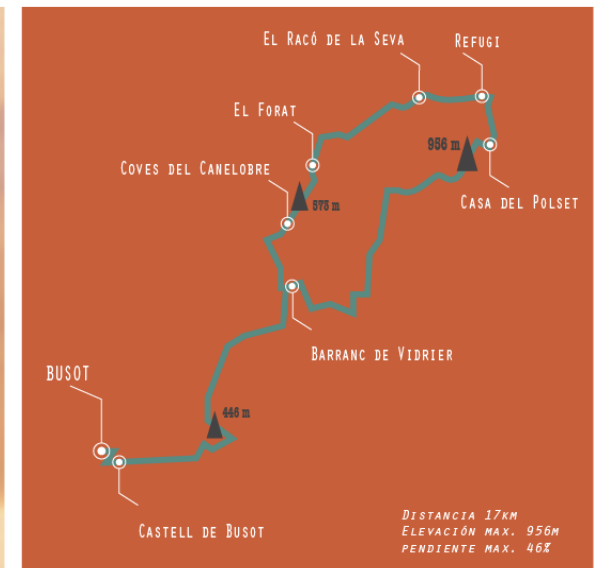 El Racó de la Seva
Refugi
El Forat
956 m
Coves del Canelobre
Casa del Polset
575 m
Barranc de Vidrier
BUSOT
446 m
Castell de Busot
Distancia 17km
Elevación max. 956m
pendiente max. 46%